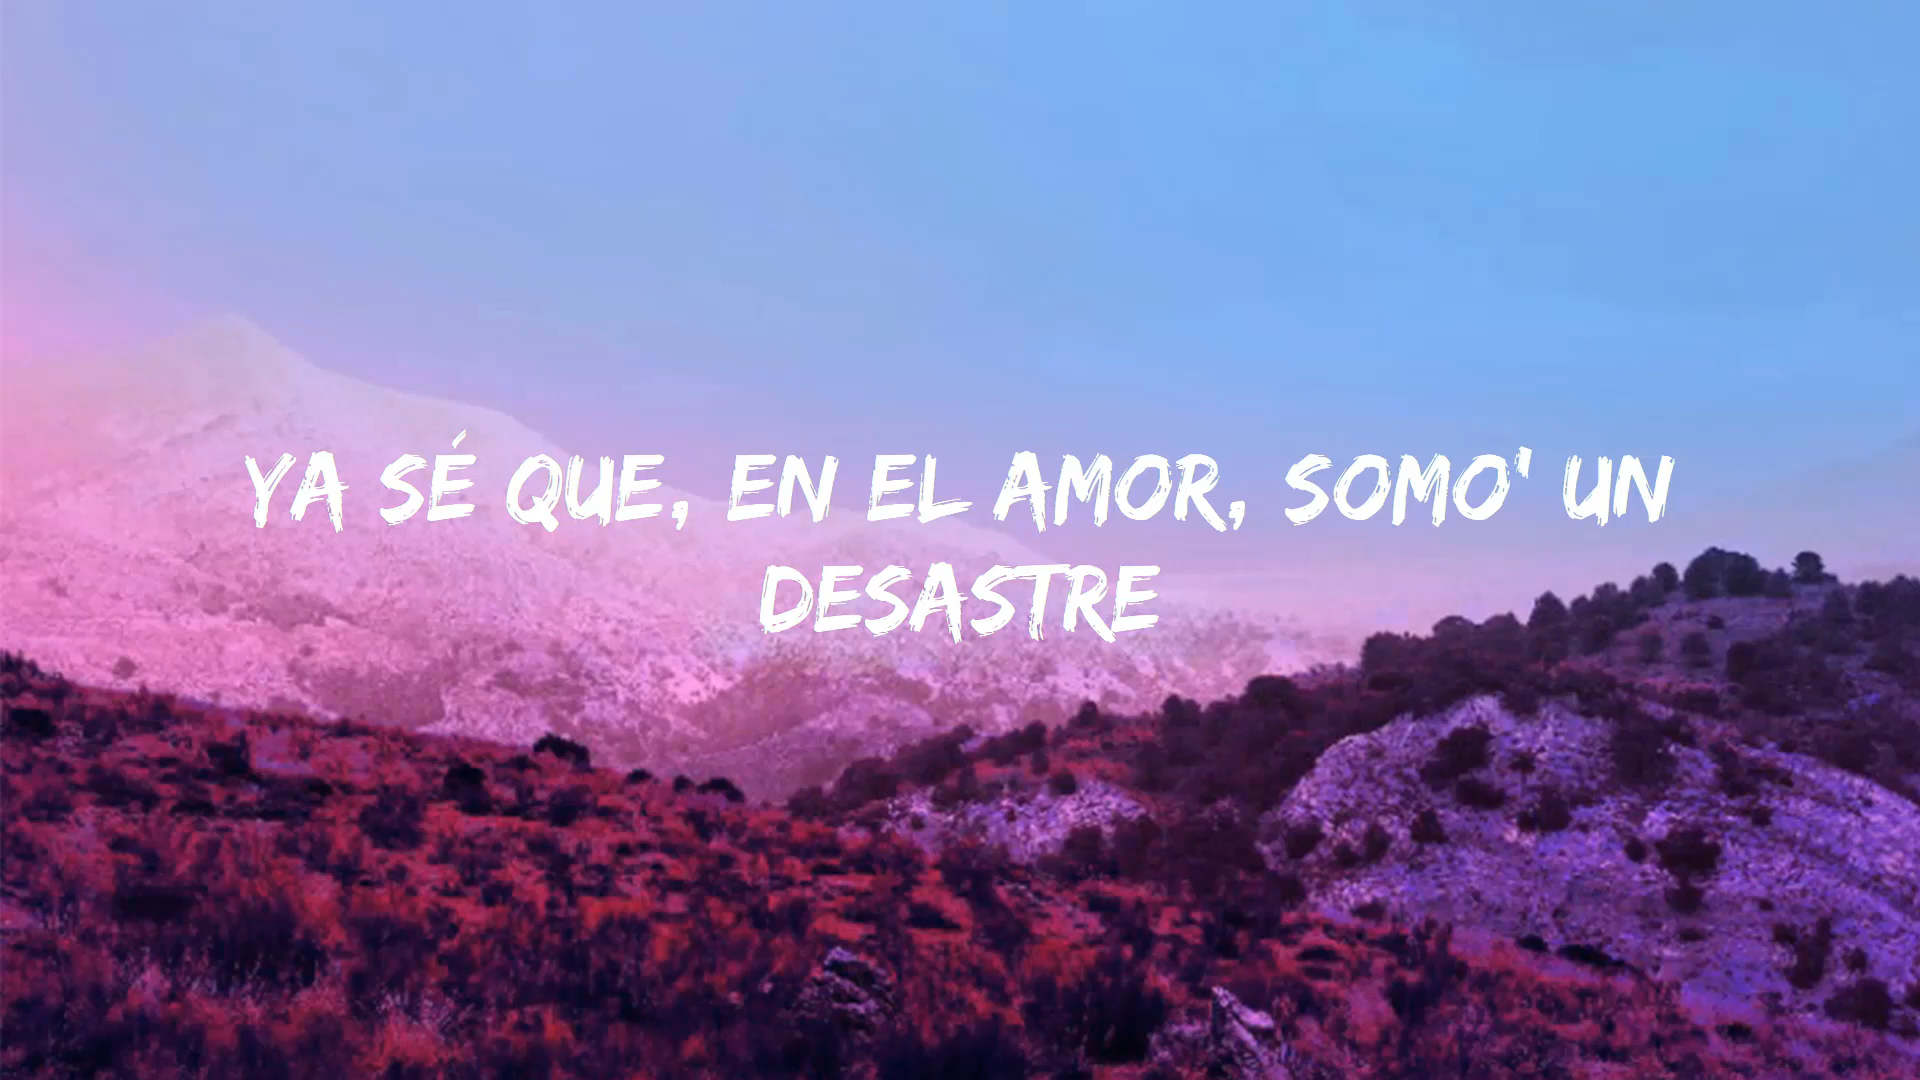 YA SÉ QUE, EN EL AMOR, SOMO' UN
DESASTRE